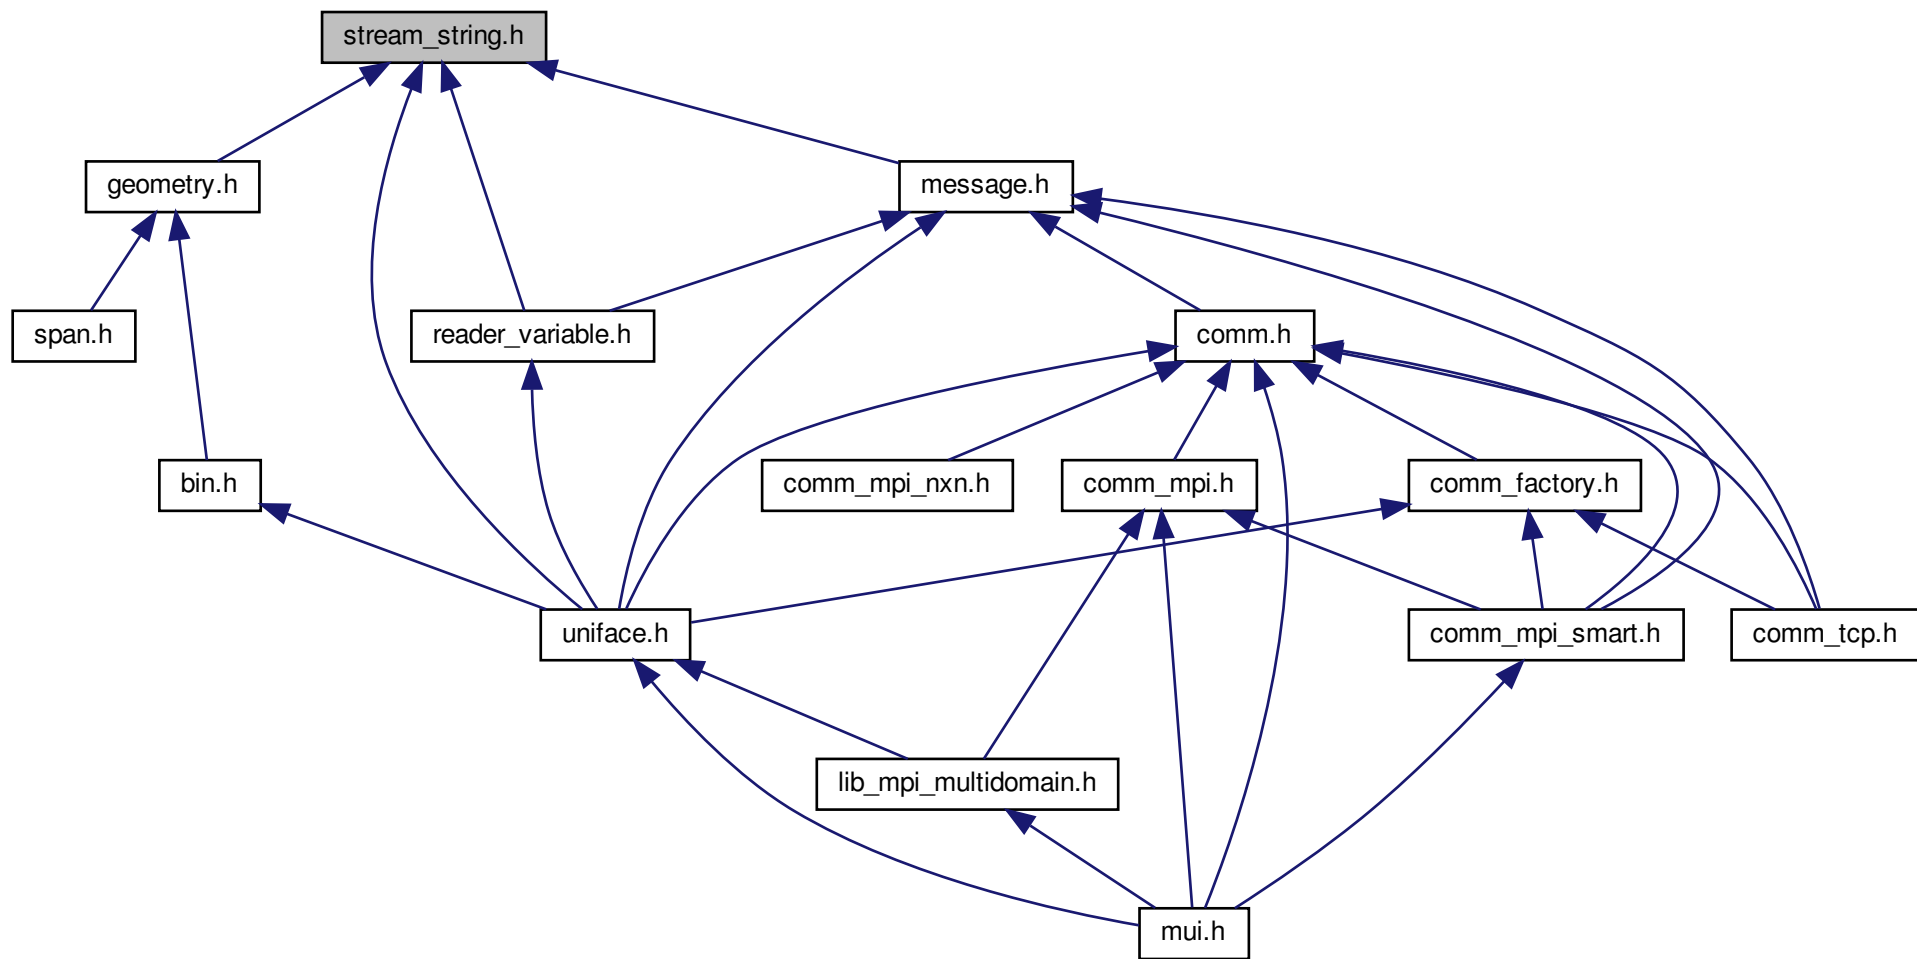 stream_string.h
geometry.h
message.h
span.h
reader_variable.h
comm.h
bin.h
comm_mpi_nxn.h
comm_mpi.h
comm_factory.h
uniface.h
comm_mpi_smart.h
comm_tcp.h
lib_mpi_multidomain.h
mui.h